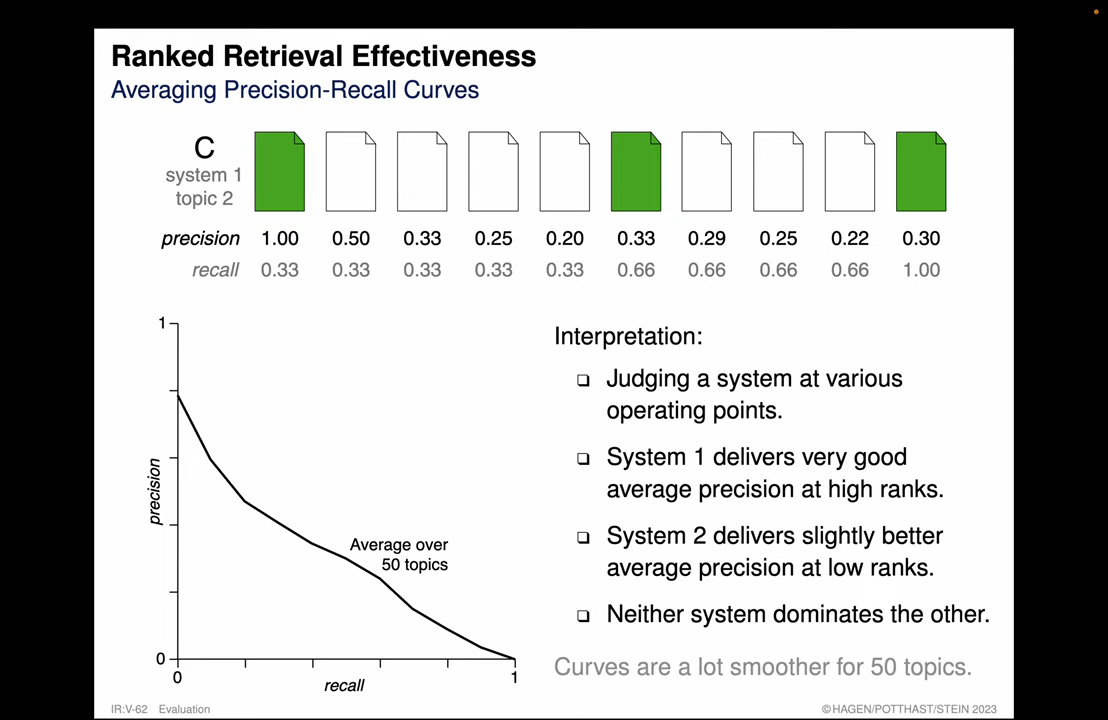 Ranked Retrieval Effectiveness
Averaging Precision-Recall Curves
C
system 1
topic 2
precision 1.00 0.50 0.33 0.25 0.20 0.33 0.29 0.25 0.22 0.30
recall 0.33 0.33 0.33 0.33 0.33 0.66 0.66 0.66 0.66 1.00
1
precision
Average over
50 topics
0
0
recall
1
Interpretation:
❏ Judging a system at various
operating points.
❏ System 1 delivers very good
average precision at high ranks.
❏ System 2 delivers slightly better
average precision at low ranks.
❏ Neither system dominates the other.
Curves are a lot smoother for 50 topics.
IR:V-62 Evaluation
©HAGEN/POTTHAST/STEIN 2023